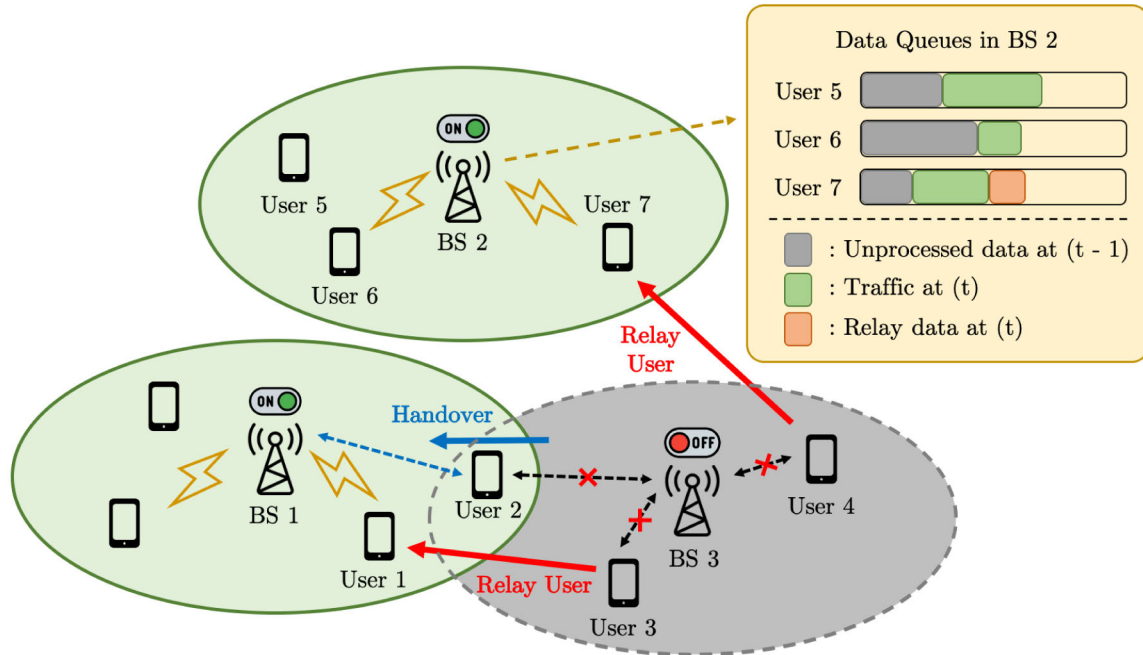 Data Queues in BS 2
User 5
User 6
User 7
: Unprocessed data at (t - 1)
: Traffic at (t)
: Relay data at (t)
ON
User 5
BS 2
User 7
User 6
Relay
User
ON
Handover
OFF
BS 1
User 2
User 4
BS 3
User 1
Relay User
User 3